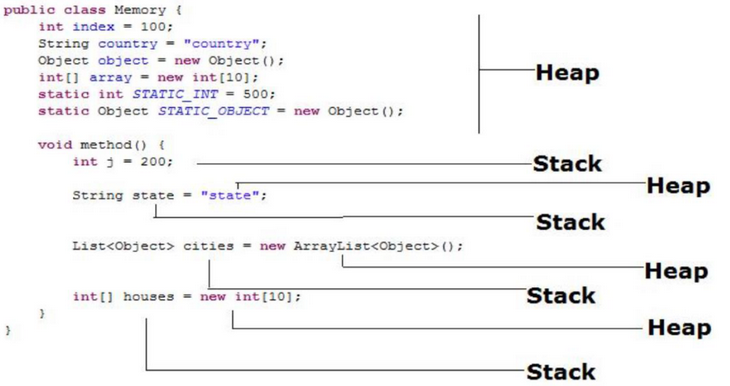 public class Memory {
int index = 100;
String country = "country";
Object object = new Object();
int[] array = new int[10];
static int STATIC_INT = 500;
static Object STATIC_OBJECT = new Object();
Heap
void method() {
int j = 200;
Stack
String state = "state";
Heap
Stack
List<Object> cities = new ArrayList<Object>();
Heap
Stack
int[] houses = new int[10];
Heap
}
}
Stack